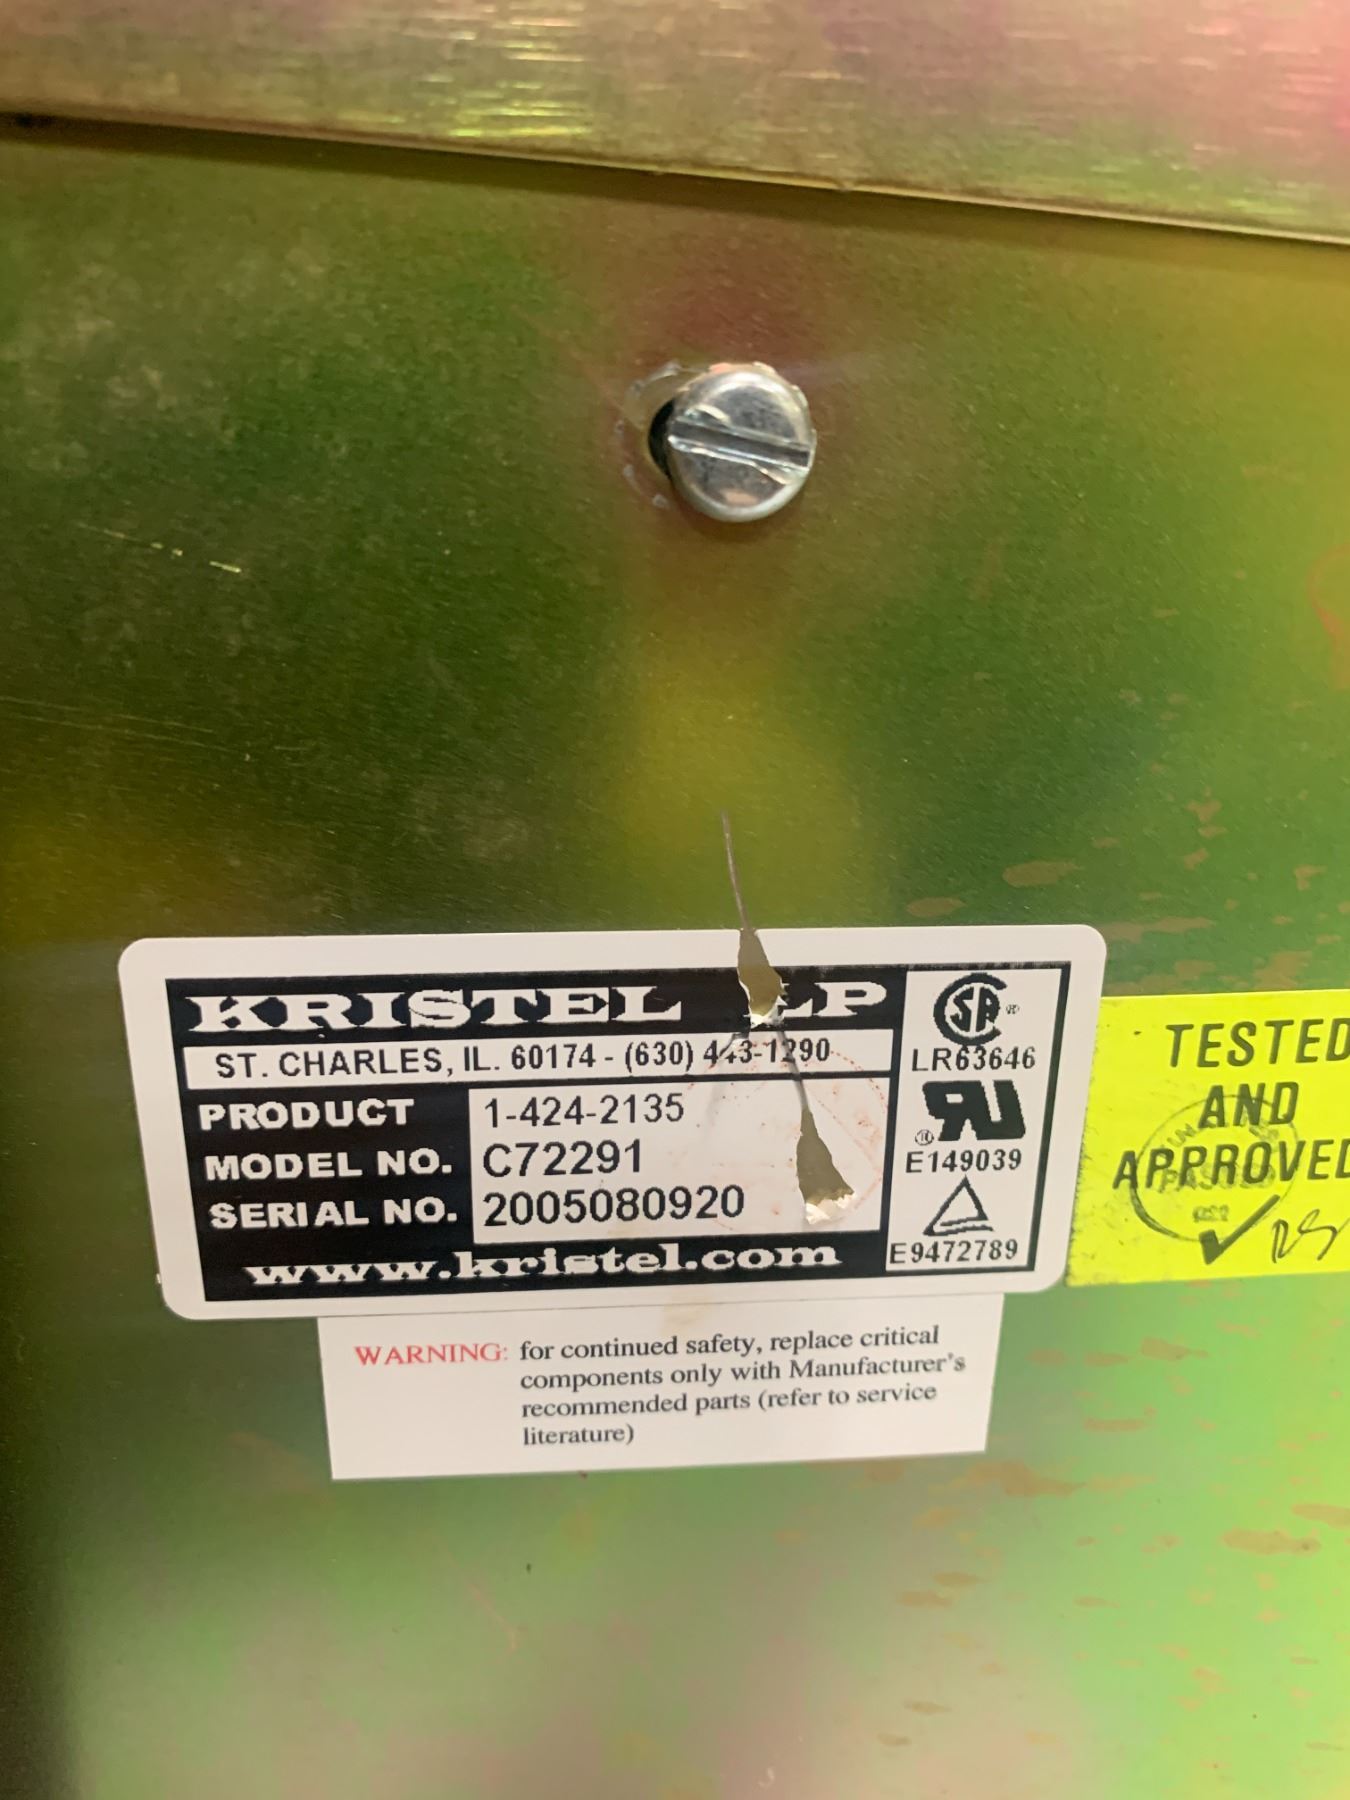 KRISTEL LP
ST. CHARLES, IL. 60174 - (630) 443-1290
PRODUCT 1-424-2135
MODEL NO. C72291
SERIAL NO. 2005080920
www.kristel.com
SA ®
LR63646
RU ®
E149039
E9472789
TESTED
AND
APPROVED
WARNING: for continued safety, replace critical
components only with Manufacturer's
recommended parts (refer to service
literature)